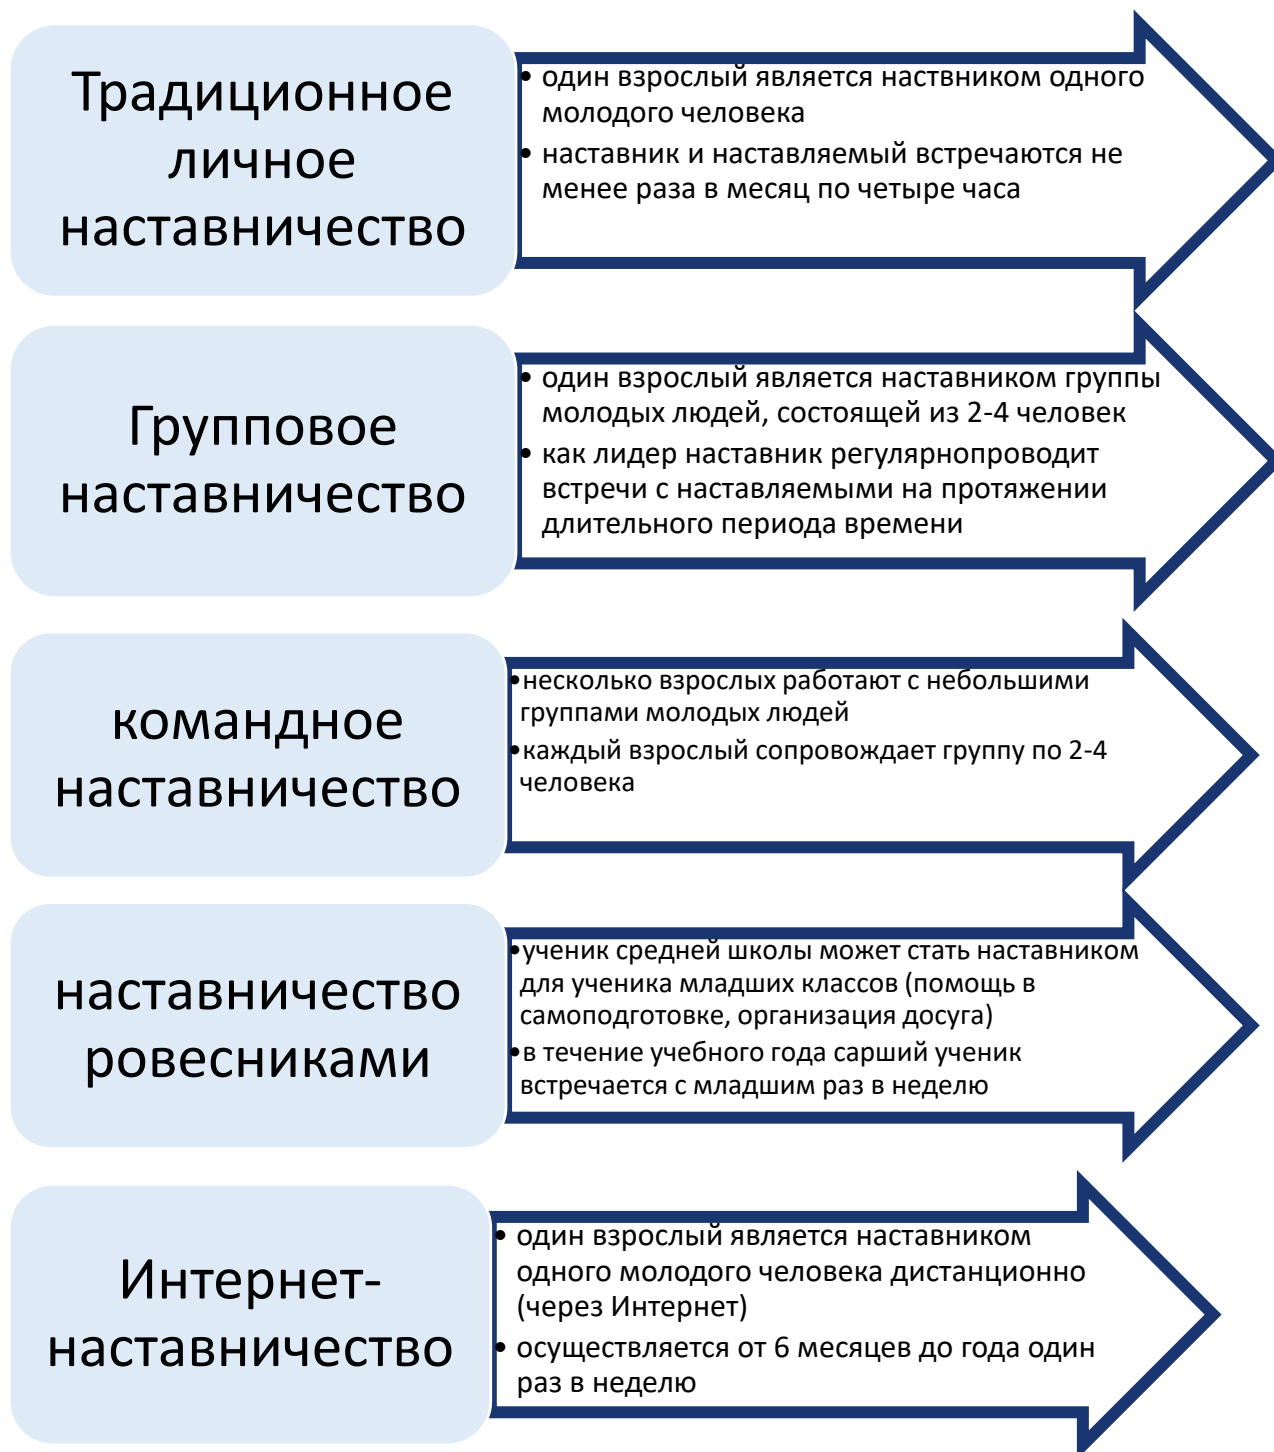 Традиционное
личное
наставничество
• один взрослый является наствником одного
молодого человека
• наставник и наставляемый встречаются не
менее раза в месяц по четыре часа
Групповое
наставничество
• один взрослый является наставником группы
молодых людей, состоящей из 2-4 человек
• как лидер наставник регулярнопроводит
встречи с наставляемыми на протяжении
длительного периода времени
командное
наставничество
•несколько взрослых работают с небольшими
группами молодых людей
•каждый взрослый сопровождает группу по 2-4
человека
наставничество
ровесниками
•ученик средней школы может стать наставником
для ученика младших классов (помощь в
самоподготовке, организация досуга)
•в течение учебного года сарший ученик
встречается с младшим раз в неделю
Интернет-
наставничество
• один взрослый является наставником
одного молодого человека дистанционно
(через Интернет)
• осуществляется от 6 месяцев до года один
раз в неделю